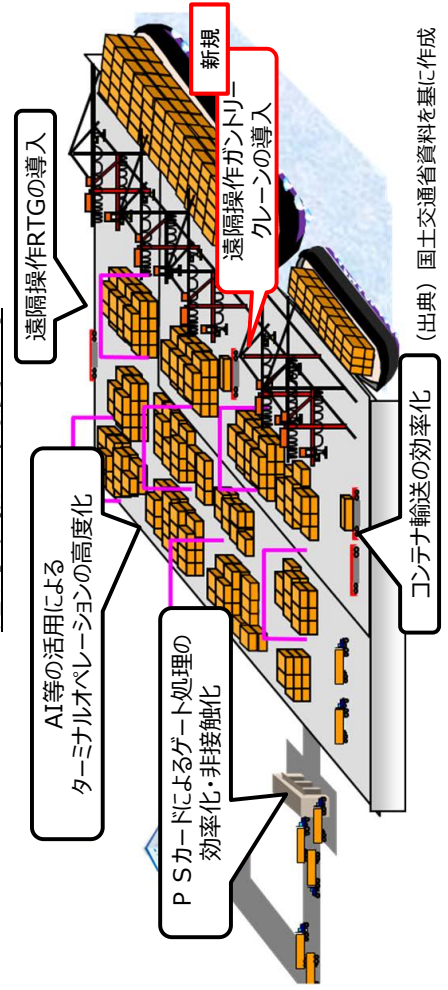 遠隔操作RTGの導入
新規
遠隔操作ガントリー
クレーンの導入
AI等の活用による
ターミナルオペレーションの高度化
PSカードによるゲート処理の
効率化・非接触化
コンテナ輸送の効率化
(出典)国土交通省資料を基に作成